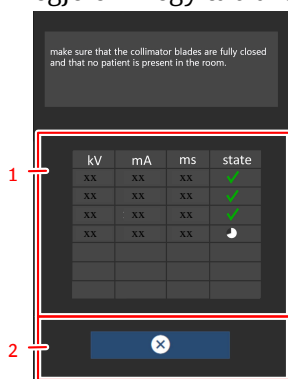 make sure that the collimator blades are fully closed
and that no patient is present in the room.
kV mA ms state
xx xx xx
xx xx xx
xx xx xx
xx xx xx
1
2